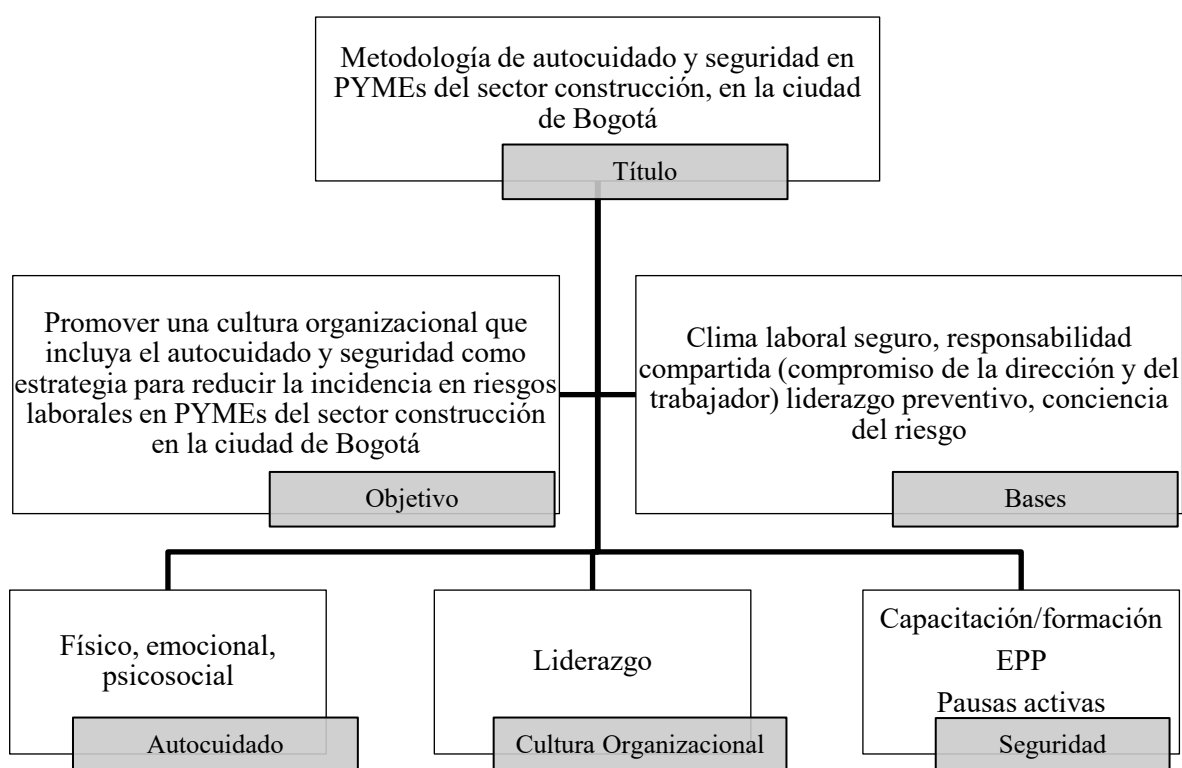 Metodología de autocuidado y seguridad en
PYMEs del sector construcción, en la ciudad
de Bogotá
Título
Promover una cultura organizacional que
incluya el autocuidado y seguridad como
estrategia para reducir la incidencia en riesgos
laborales en PYMEs del sector construcción
en la ciudad de Bogotá
Objetivo
Clima laboral seguro, responsabilidad
compartida (compromiso de la dirección y del
trabajador) liderazgo preventivo, conciencia
del riesgo
Bases
Físico, emocional,
psicosocial
Autocuidado
Liderazgo
Cultura Organizacional
Capacitación/formación
EPP
Pausas activas
Seguridad